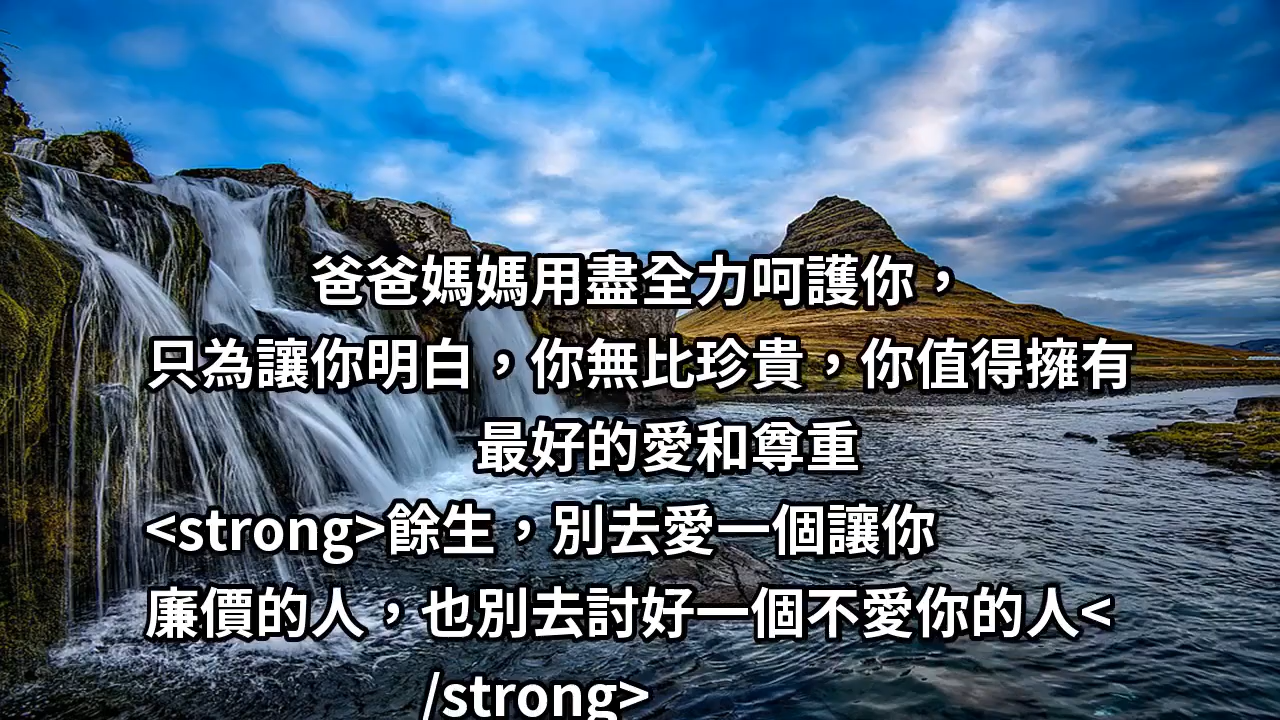 爸爸媽媽用盡全力呵護你，
只為讓你明白，你無比珍貴，你值得擁有
最好的愛和尊重
<strong>餘生，別去愛一個讓你
廉價的人，也別去討好一個不愛你的人<
/strong>